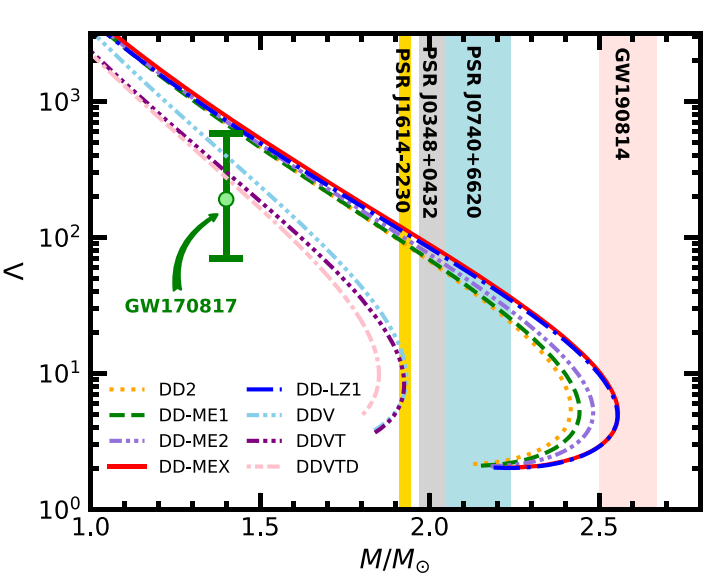 Λ
10³
10²
10¹
10⁰
1.0
1.5
2.0
2.5
M/M☉
PSR J1614-2230
PSR J0348+0432
PSR J0740+6620
GW190814
GW170817
DD2
DD-ME1
DD-ME2
DD-MEX
DD-LZ1
DDV
DDVT
DDVTD